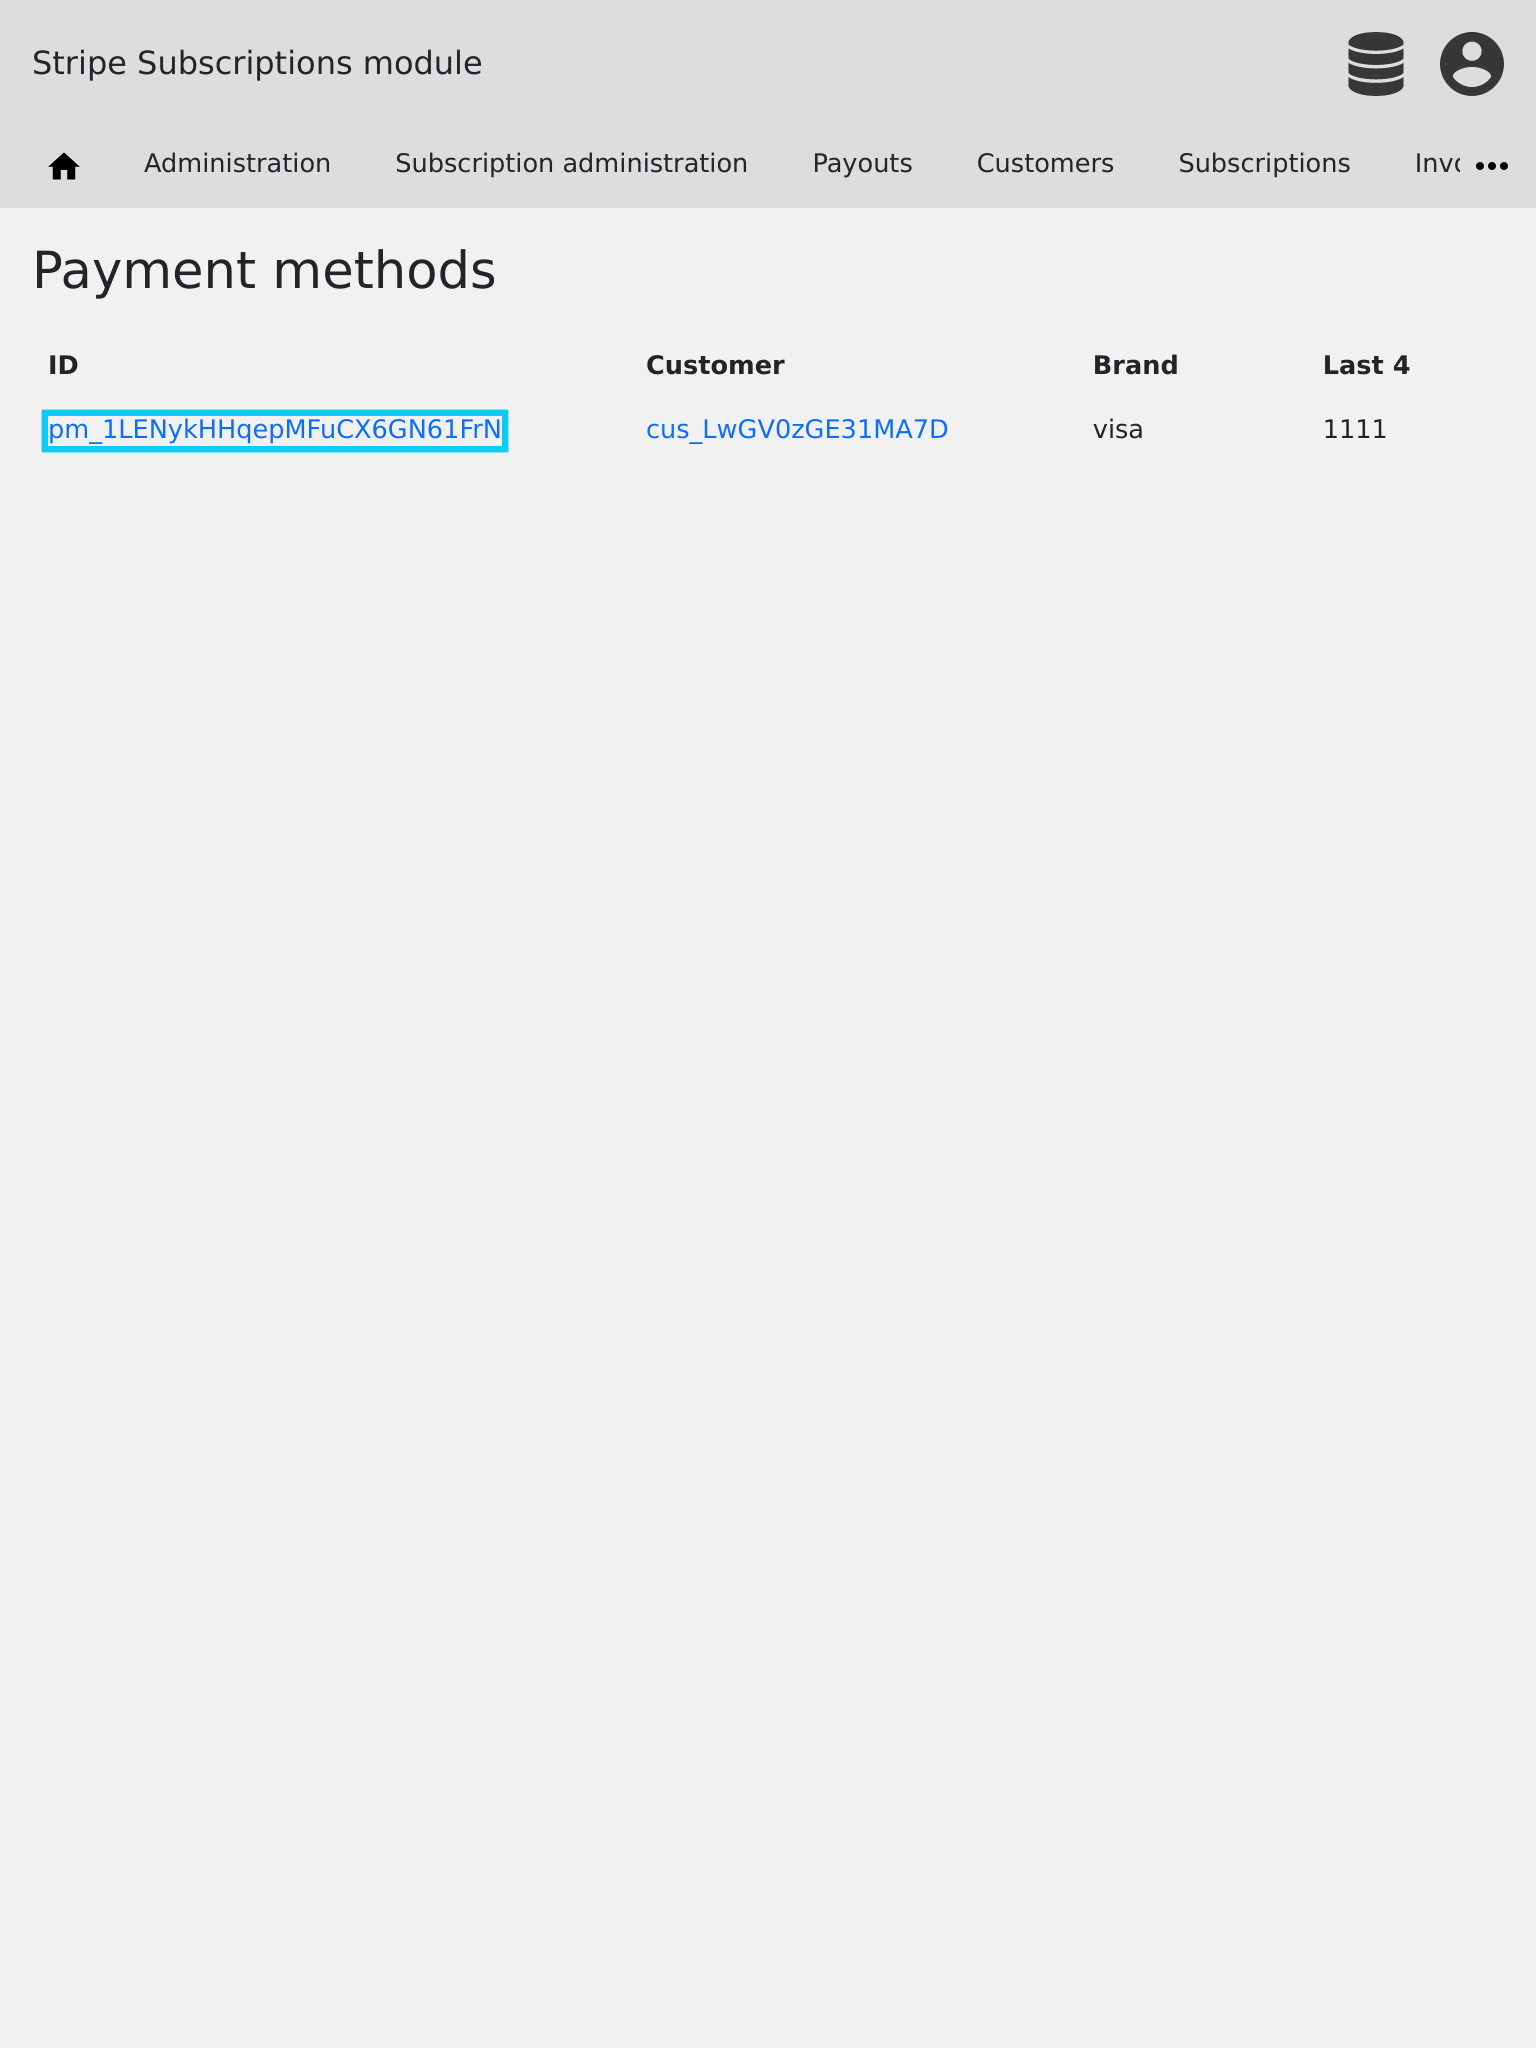 Stripe Subscriptions module
Administration Subscription administration Payouts Customers Subscriptions
Payment methods
ID Customer Brand Last 4
pm_1LENykHHqepMFuCX6GN61FrN cus_LwGV0zGE31MA7D visa 1111